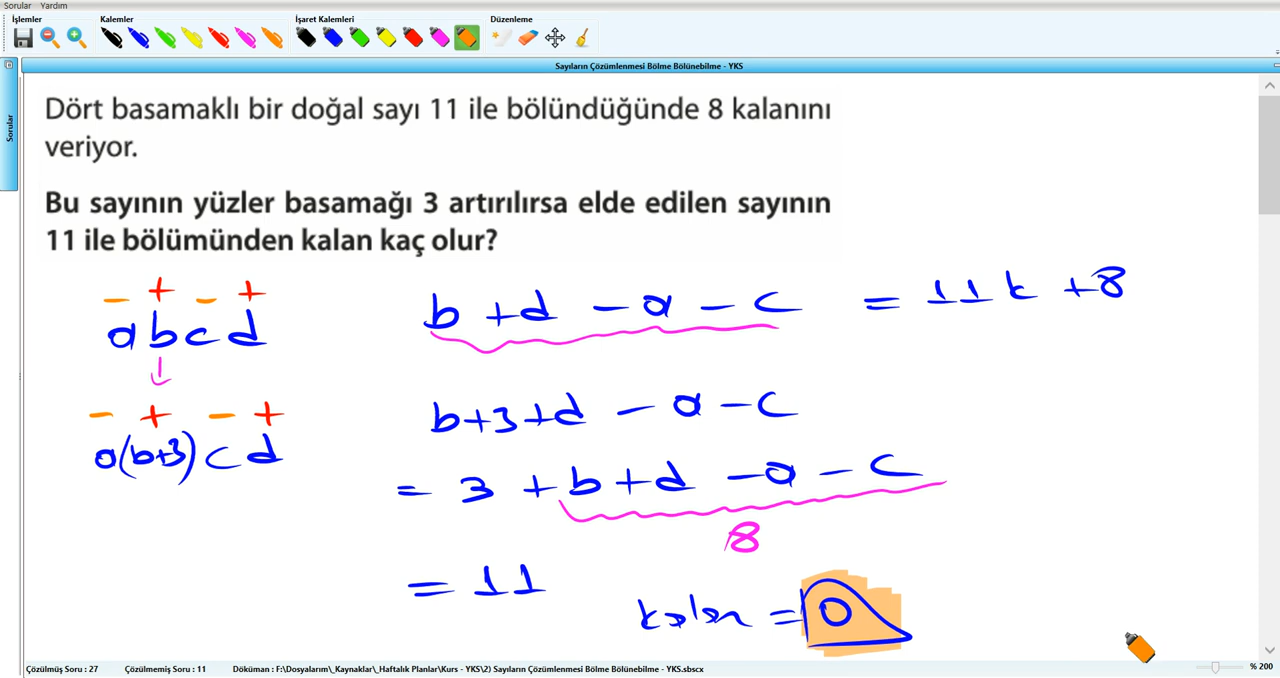 Sorular Yardım
İşlemler Kalemler İşaret Kalemleri Düzenleme
Sayıların Çözümlenmesi Bölme Bölünebilme - YKS
Sorular
Dört basamaklı bir doğal sayı 11 ile bölündüğünde 8 kalanını
veriyor.
Bu sayının yüzler basamağı 3 artırılırsa elde edilen sayının
11 ile bölümünden kalan kaç olur?
- + - +
abcd
b + d - a - c = 11k + 8
- + - +
a(b+3)cd
b+3+d - a - c
= 3 + b + d - a - c
8
= 11
kalan = 0
Çözülmüş Soru : 27 Çözülmemiş Soru : 11 Döküman : F:\Dosyalarım\_Kaynaklar\_Haftalık Planlar\Kurs - YKS\2) Sayıların Çözümlenmesi Bölme Bölünebilme - YKS.sbscx % 200